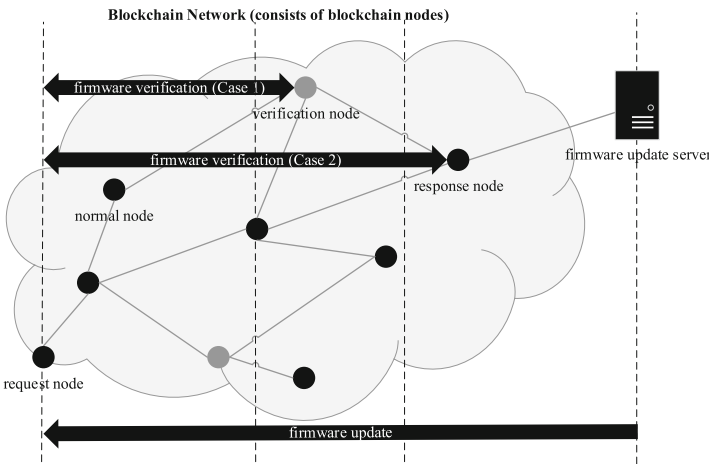 Blockchain Network (consists of blockchain nodes)
firmware verification (Case 1)
verification node
firmware verification (Case 2)
firmware update server
response node
normal node
request node
firmware update